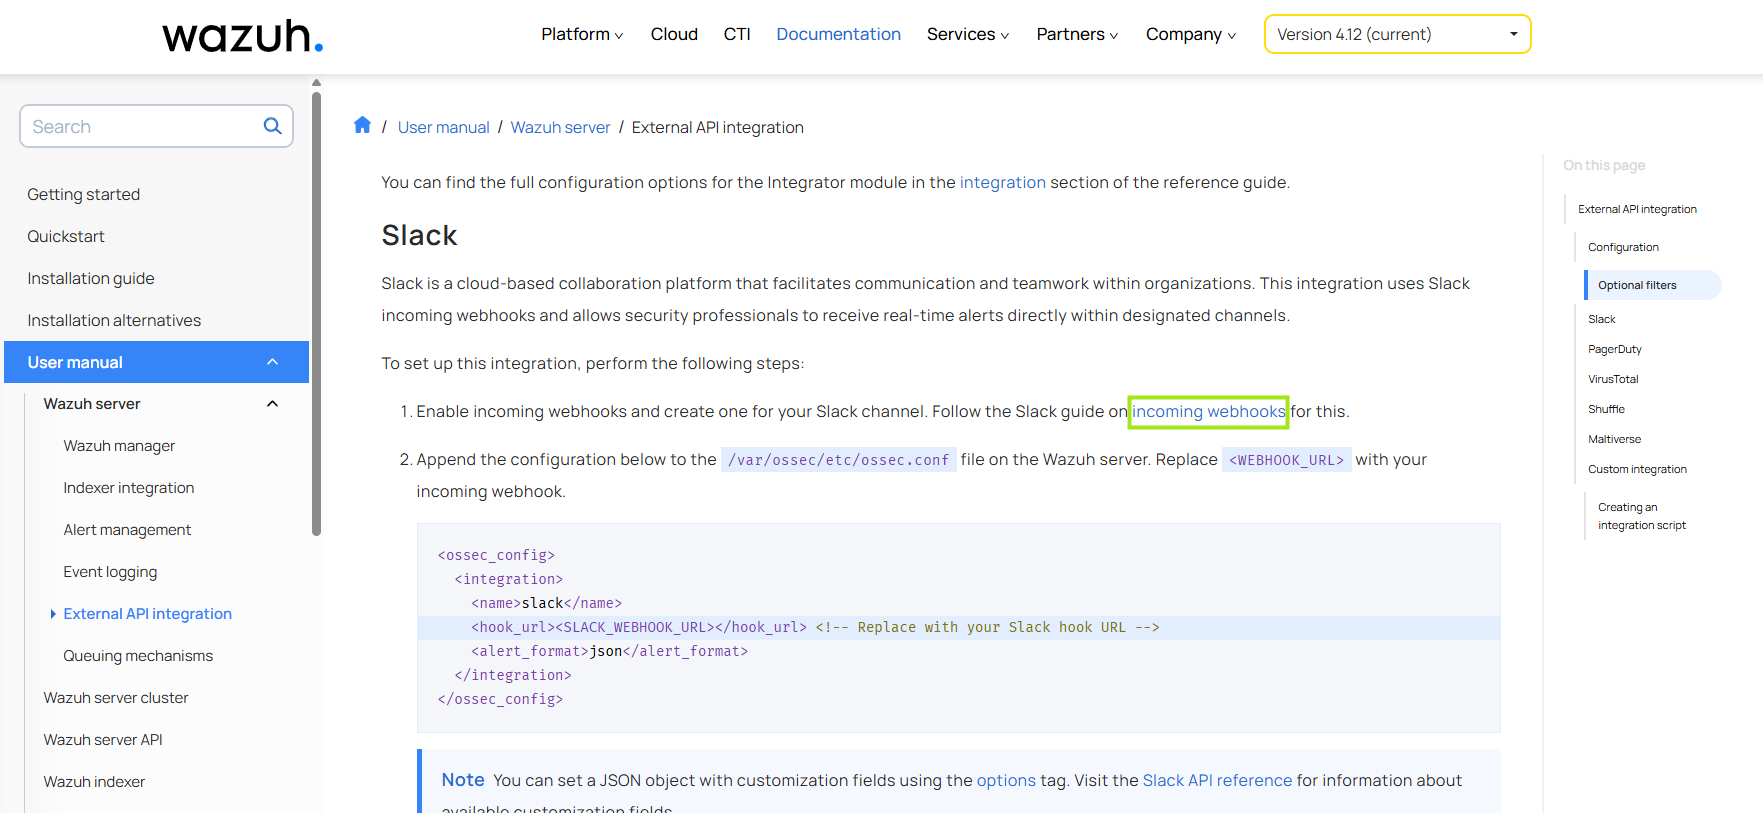 wazuh.
Platform
Cloud
CTI
Documentation
Services
Partners
Company
Version 4.12 (current)
Search
Getting started
Quickstart
Installation guide
Installation alternatives
User manual
Wazuh server
Wazuh manager
Indexer integration
Alert management
Event logging
External API integration
Queuing mechanisms
Wazuh server cluster
Wazuh server API
Wazuh indexer
/ User manual / Wazuh server / External API integration
You can find the full configuration options for the Integrator module in the integration section of the reference guide.
Slack
Slack is a cloud-based collaboration platform that facilitates communication and teamwork within organizations. This integration uses Slack
incoming webhooks and allows security professionals to receive real-time alerts directly within designated channels.
To set up this integration, perform the following steps:
1. Enable incoming webhooks and create one for your Slack channel. Follow the Slack guide on incoming webhooks for this.
2. Append the configuration below to the /var/ossec/etc/ossec.conf file on the Wazuh server. Replace <WEBHOOK_URL> with your
incoming webhook.
<ossec_config>
<integration>
<name>slack</name>
<hook_url><SLACK_WEBHOOK_URL></hook_url> <!-- Replace with your Slack hook URL -->
<alert_format>json</alert_format>
</integration>
</ossec_config>
Note You can set a JSON object with customization fields using the options tag. Visit the Slack API reference for information about
available customization fields.
On this page
External API integration
Configuration
Optional filters
Slack
PagerDuty
VirusTotal
Shuffle
Maltiverse
Custom integration
Creating an
integration script